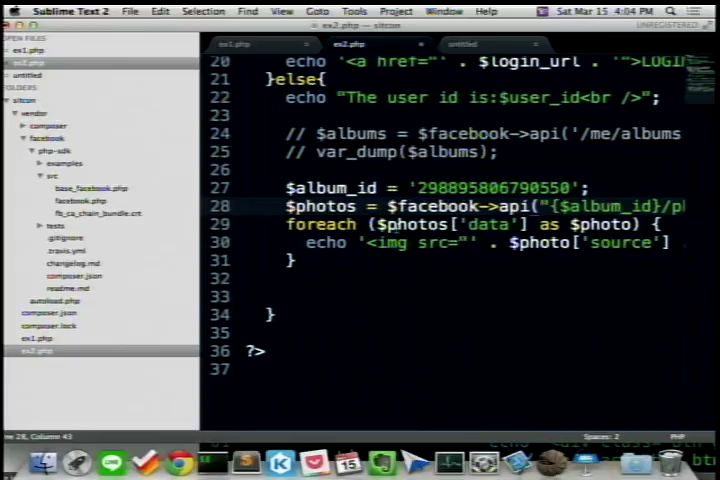 Sublime Text 2 File Edit Selection Find View Goto Tools Project Window Help Sat Mar 15 4:04 PM
ex2.php — sitcon
UNREGISTERED
OPEN FILES
ex1.php
ex2.php
untitled
FOLDERS
sitcon
vendor
composer
facebook
php-sdk
examples
src
base_facebook.php
facebook.php
fb_ca_chain_bundle.crt
tests
.gitignore
.travis.yml
changelog.md
composer.json
readme.md
autoload.php
composer.json
composer.lock
ex1.php
ex2.php
ex1.php ex2.php untitled
20 echo '<a href="' . $login_url . '">LOGIN
21 }else{
22 echo "The user id is:$user_id<br />";
23
24 // $albums = $facebook->api('/me/albums
25 // var_dump($albums);
26
27 $album_id = '298895806790550';
28 $photos = $facebook->api("{$album_id}/p
29 foreach ($photos['data'] as $photo) {
30 echo '<img src="' . $photo['source']
31 }
32
33
34 }
35
36 ?>
37
28, Column 43
Spaces: 2
PHP
15